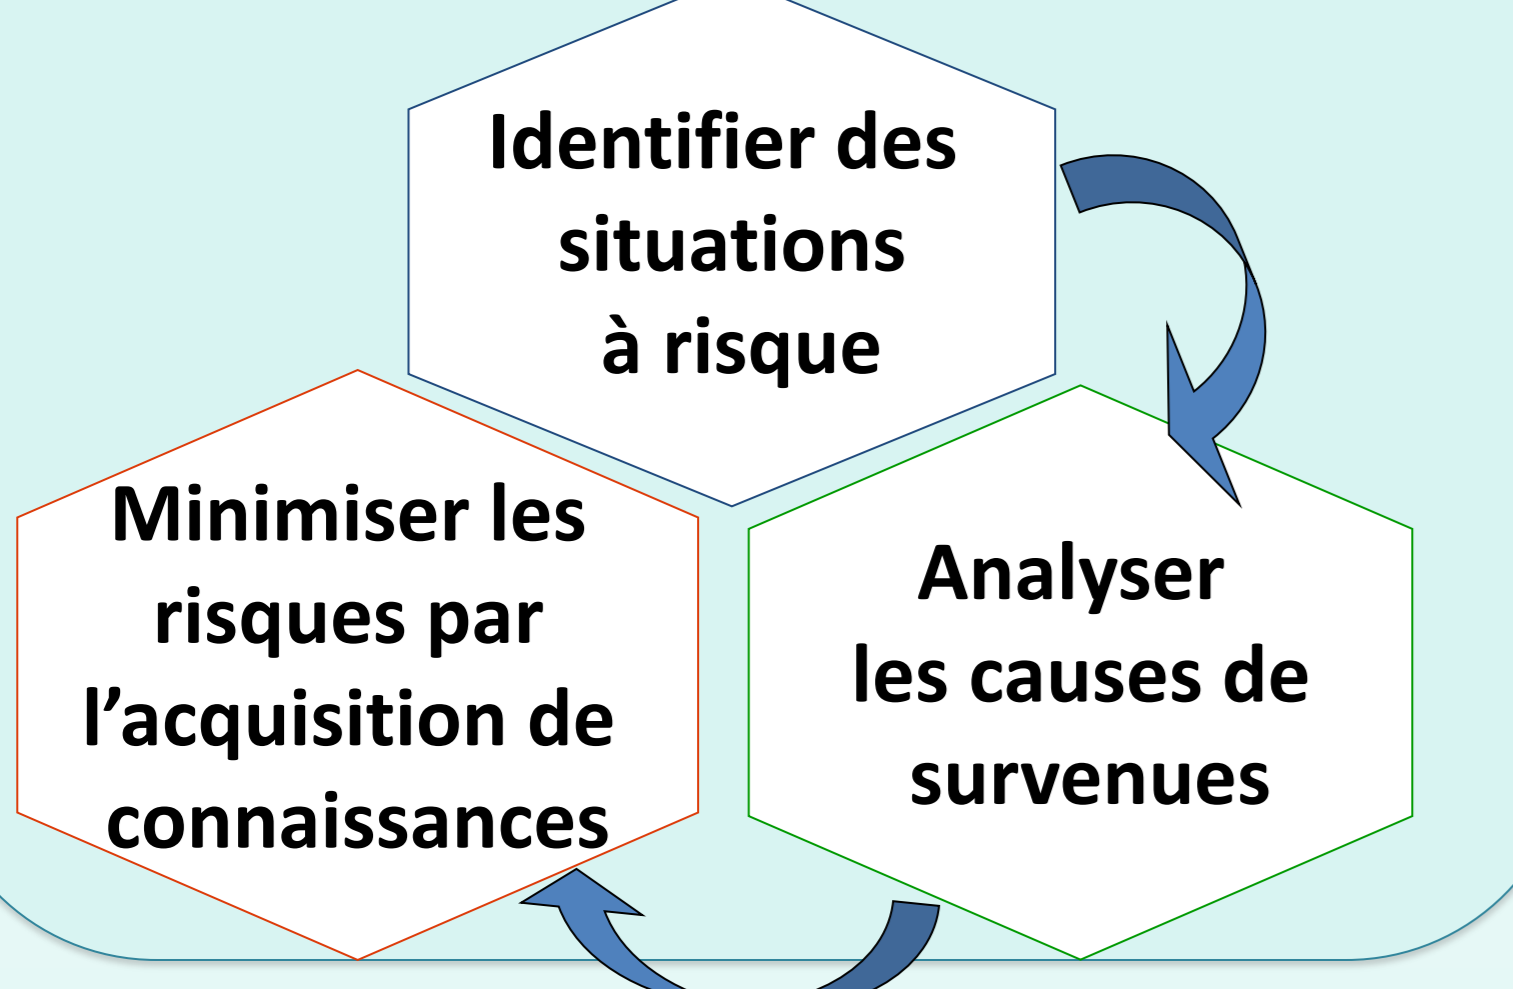 Identifier des
situations
à risque
Analyser
les causes de
survenues
Minimiser les
risques par
l’acquisition de
connaissances